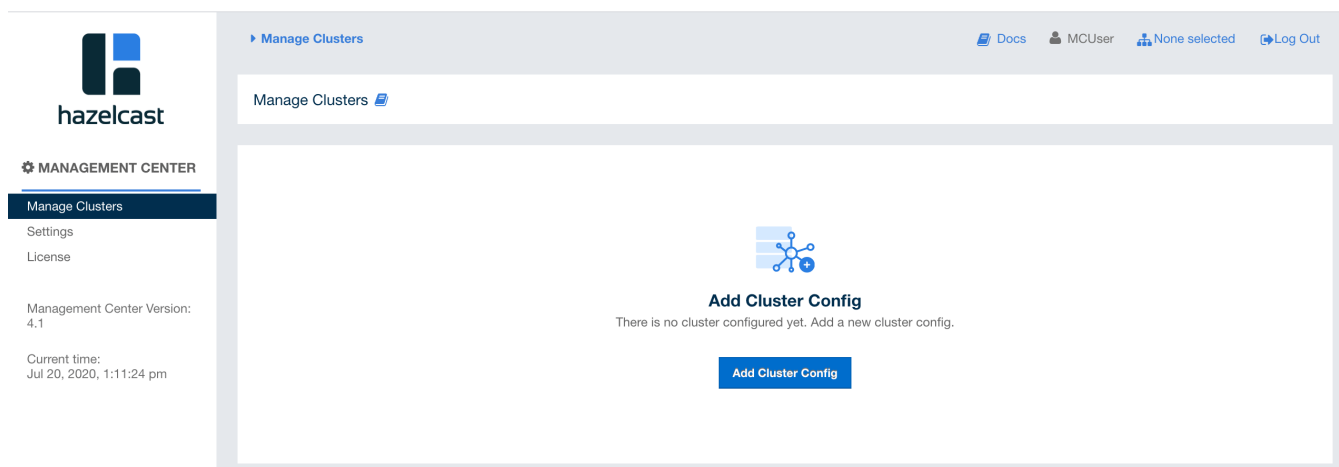 hazelcast
MANAGEMENT CENTER
Manage Clusters
Settings
License
Management Center Version:
4.1
Current time:
Jul 20, 2020, 1:11:24 pm
Manage Clusters
Docs
MCUser
None selected
Log Out
Manage Clusters
Add Cluster Config
There is no cluster configured yet. Add a new cluster config.
Add Cluster Config